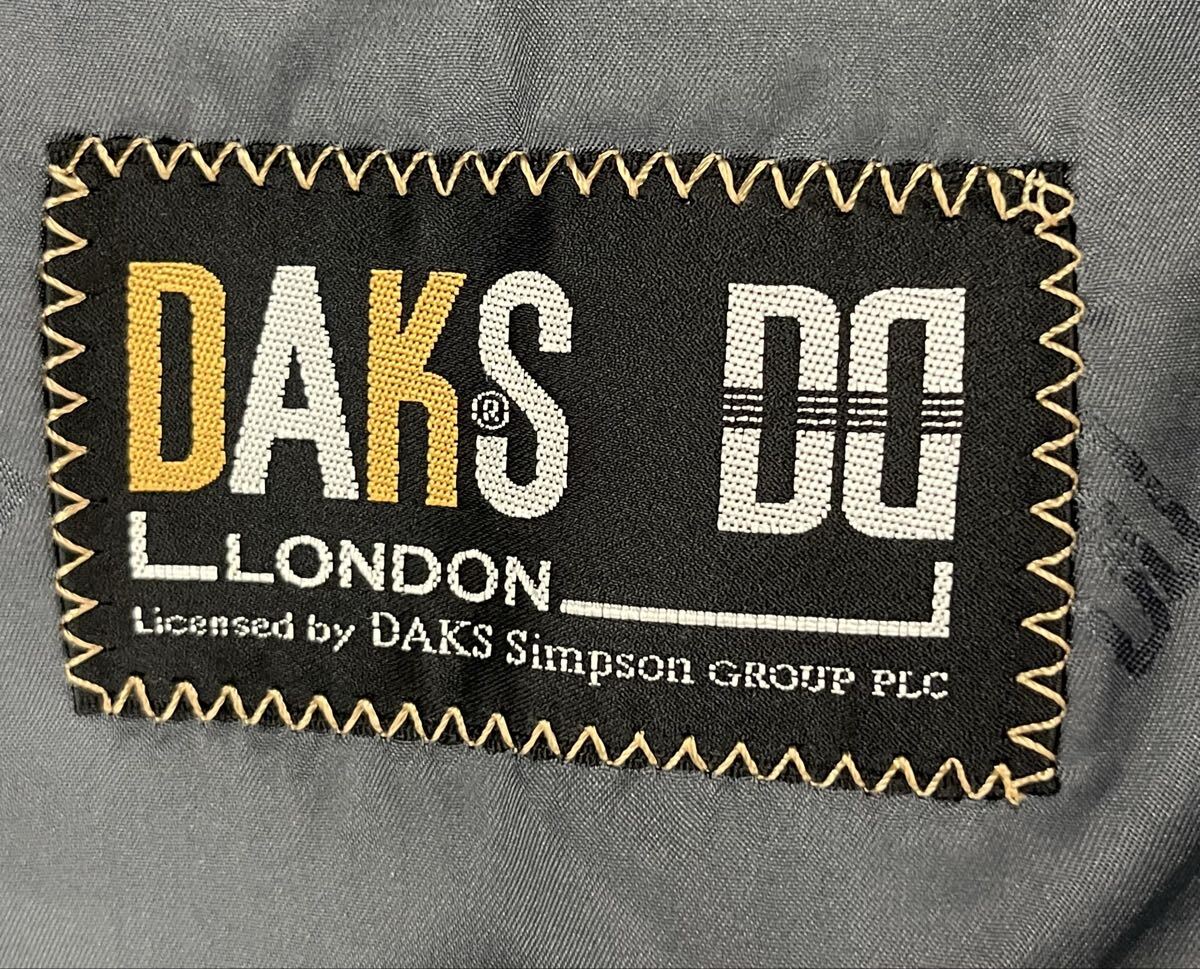 DAKS® DD
LONDON
Licensed by DAKS Simpson GROUP PLC